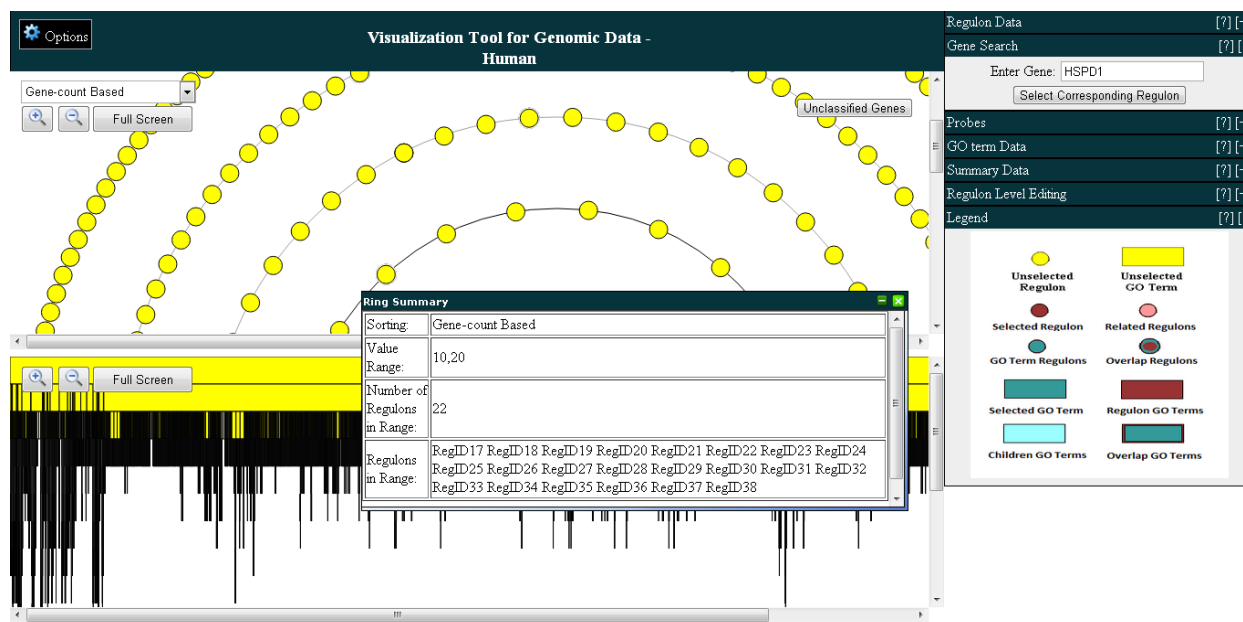 Options
Visualization Tool for Genomic Data -
Human
Gene-count Based
Full Screen
Unclassified Genes
Full Screen
Ring Summary
Sorting: Gene-count Based
Value
Range: 10,20
Number of
Regulons 22
in Range:
Regulons
in Range:
RegID17 RegID18 RegID19 RegID20 RegID21 RegID22 RegID23 RegID24
RegID25 RegID26 RegID27 RegID28 RegID29 RegID30 RegID31 RegID32
RegID33 RegID34 RegID35 RegID36 RegID37 RegID38
Regulon Data [?] [-
Gene Search [?] [
Enter Gene: HSPD1
Select Corresponding Regulon
Probes [?] [-
GO term Data [?] [-
Summary Data [?] [-
Regulon Level Editing [?] [-
Legend [?] [
Unselected
Regulon
Unselected
GO Term
Selected Regulon Related Regulons
GO Term Regulons Overlap Regulons
Selected GO Term Regulon GO Terms
Children GO Terms Overlap GO Terms